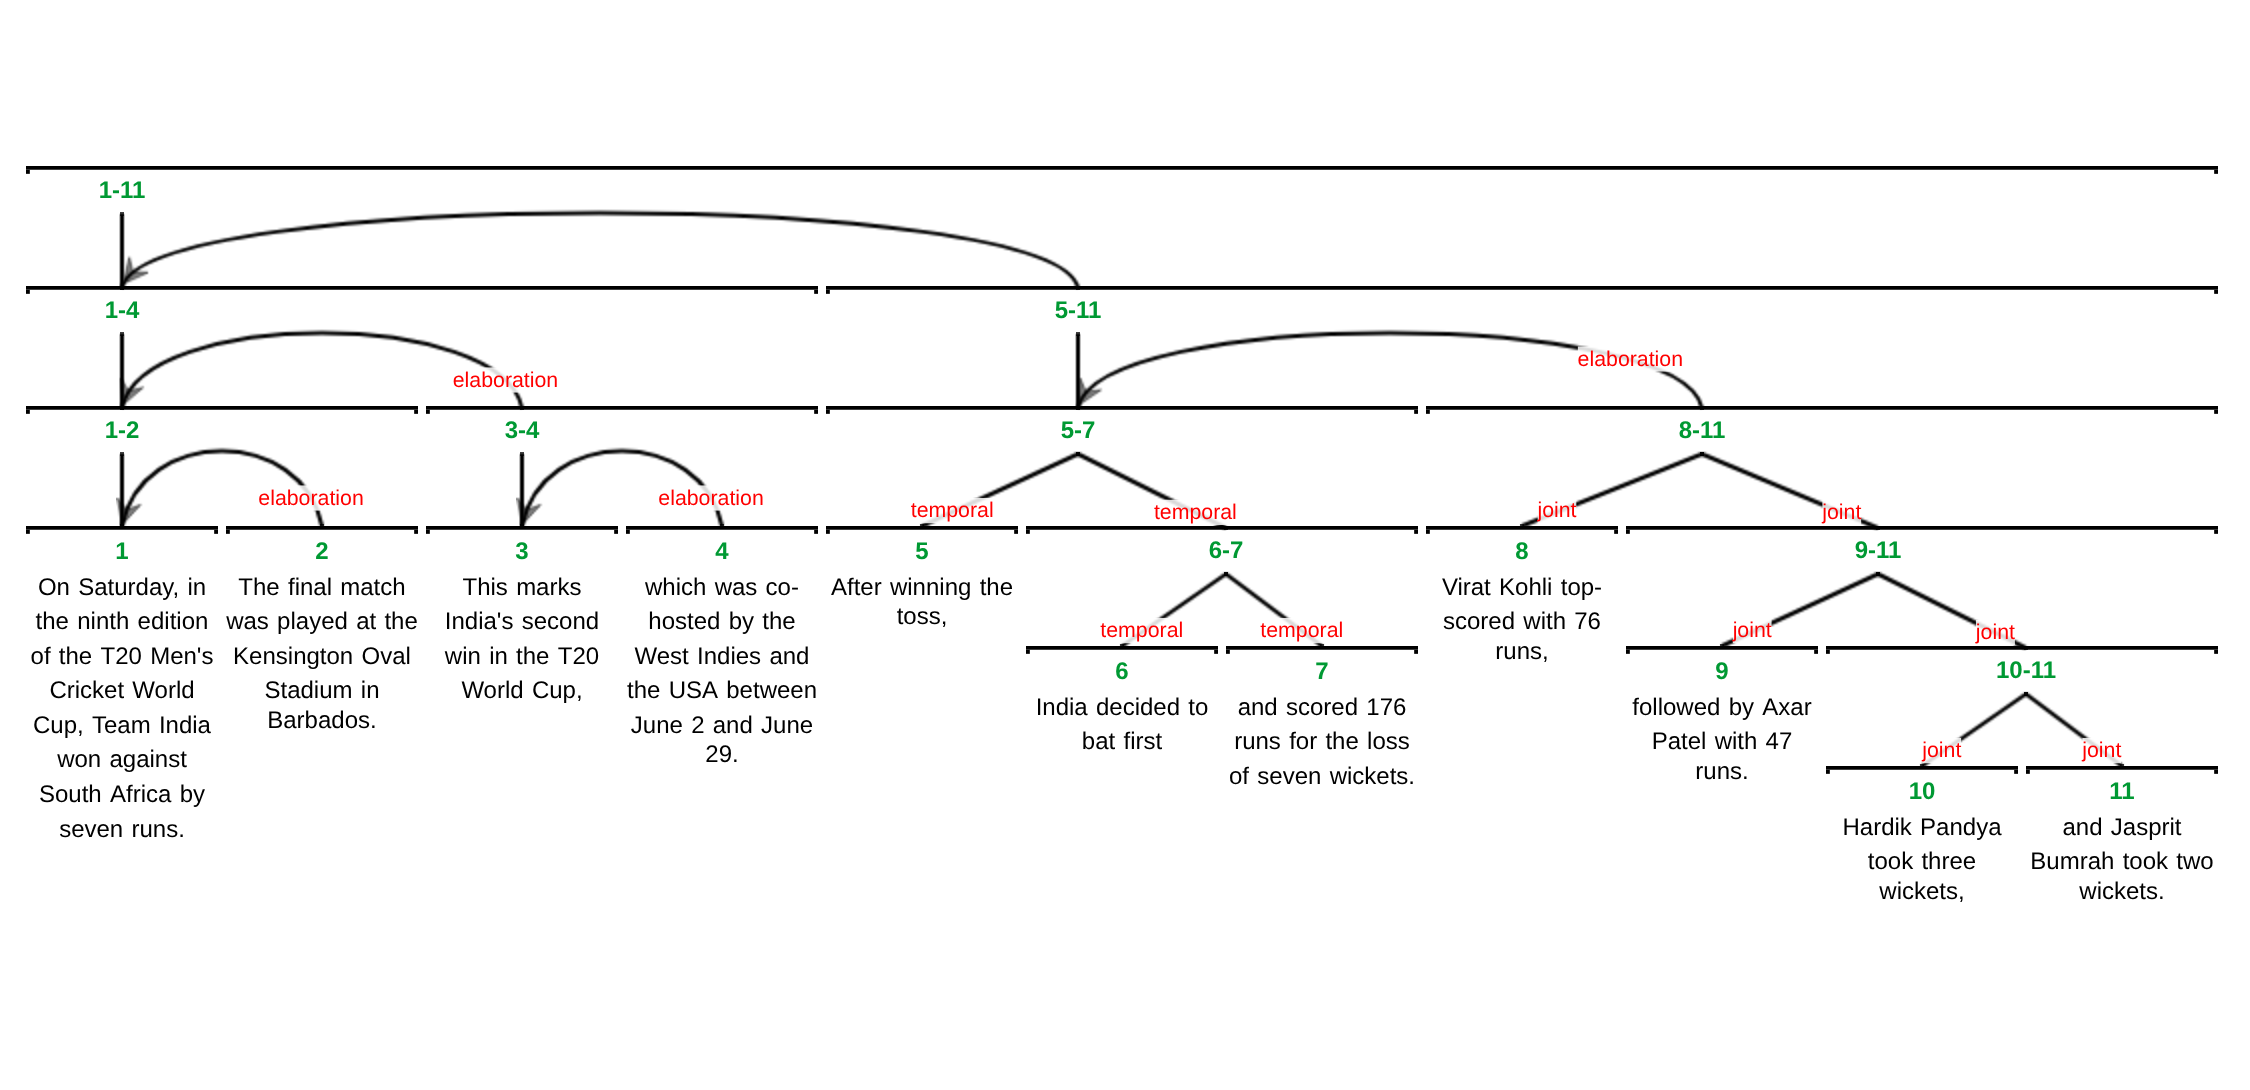 1-11
1-4
5-11
elaboration
elaboration
1-2
3-4
5-7
8-11
elaboration
elaboration
temporal
temporal
joint
joint
1
2
3
4
5
6-7
8
9-11
On Saturday, in
the ninth edition
of the T20 Men's
Cricket World
Cup, Team India
won against
South Africa by
seven runs.
The final match
was played at the
Kensington Oval
Stadium in
Barbados.
This marks
India's second
win in the T20
World Cup,
which was co-
hosted by the
West Indies and
the USA between
June 2 and June
29.
After winning the
toss,
temporal
temporal
6
7
India decided to
bat first
and scored 176
runs for the loss
of seven wickets.
Virat Kohli top-
scored with 76
runs,
joint
joint
9
10-11
followed by Axar
Patel with 47
runs.
joint
joint
10
11
Hardik Pandya
took three
wickets,
and Jasprit
Bumrah took two
wickets.